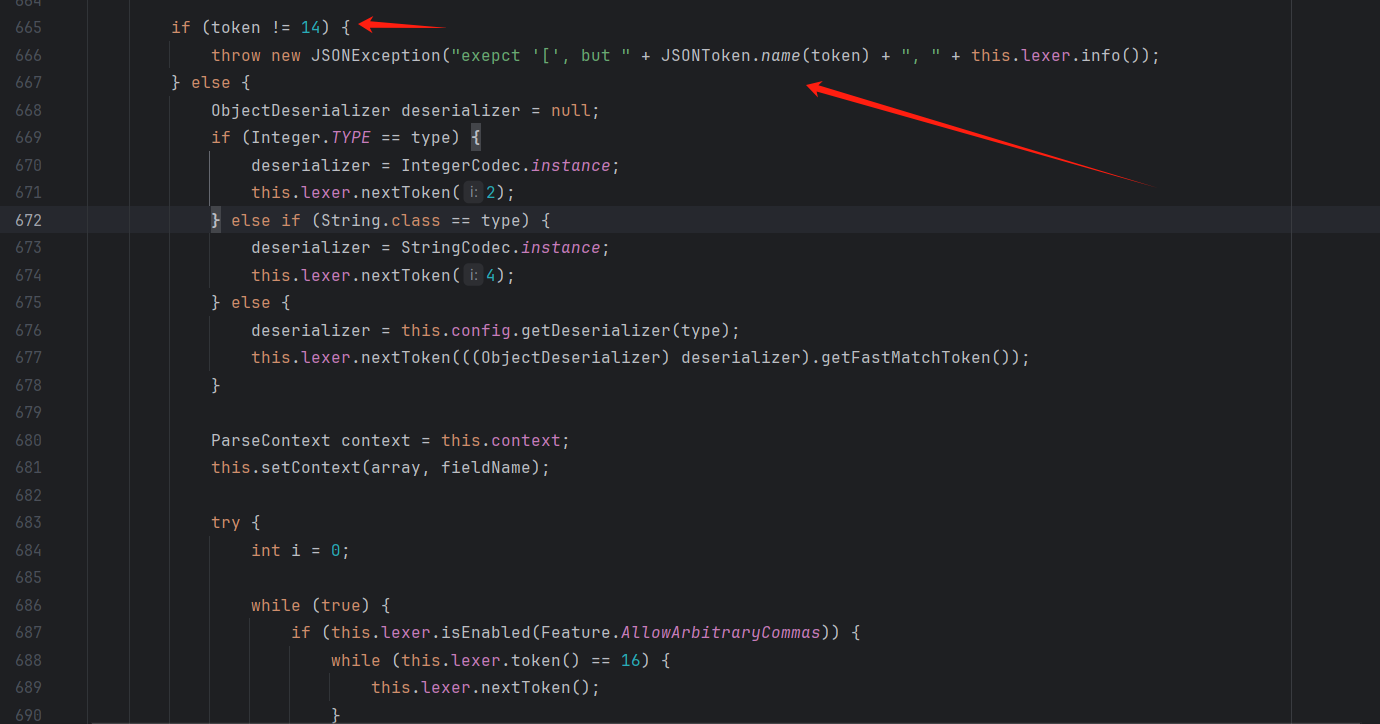 664
665 if (token != 14) {
666 throw new JSONException("exepct '[', but " + JSONToken.name(token) + ", " + this.lexer.info());
667 } else {
668 ObjectDeserializer deserializer = null;
669 if (Integer.TYPE == type) {
670 deserializer = IntegerCodec.instance;
671 this.lexer.nextToken( i: 2);
672 } else if (String.class == type) {
673 deserializer = StringCodec.instance;
674 this.lexer.nextToken( i: 4);
675 } else {
676 deserializer = this.config.getDeserializer(type);
677 this.lexer.nextToken(((ObjectDeserializer) deserializer).getFastMatchToken());
678 }
679
680 ParseContext context = this.context;
681 this.setContext(array, fieldName);
682
683 try {
684 int i = 0;
685
686 while (true) {
687 if (this.lexer.isEnabled(Feature.AllowArbitraryCommas)) {
688 while (this.lexer.token() == 16) {
689 this.lexer.nextToken();
690 }